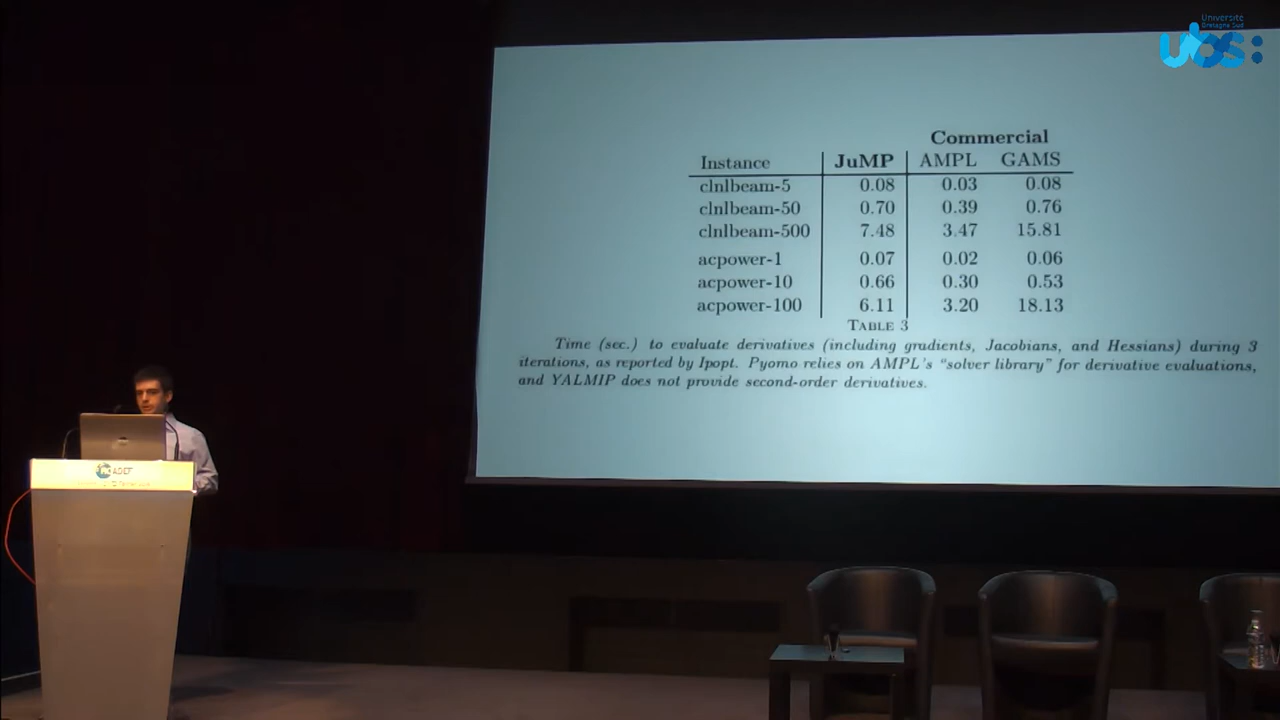 Université
Bretagne Sud
ubs:
Commercial
Instance JuMP AMPL GAMS
clnlbeam-5 0.08 0.03 0.08
clnlbeam-50 0.70 0.39 0.76
clnlbeam-500 7.48 3.47 15.81
acpower-1 0.07 0.02 0.06
acpower-10 0.66 0.30 0.53
acpower-100 6.11 3.20 18.13
TABLE 3
Time (sec.) to evaluate derivatives (including gradients, Jacobians, and Hessians) during 3
iterations, as reported by Ipopt. Pyomo relies on AMPL's "solver library" for derivative evaluations,
and YALMIP does not provide second-order derivatives.